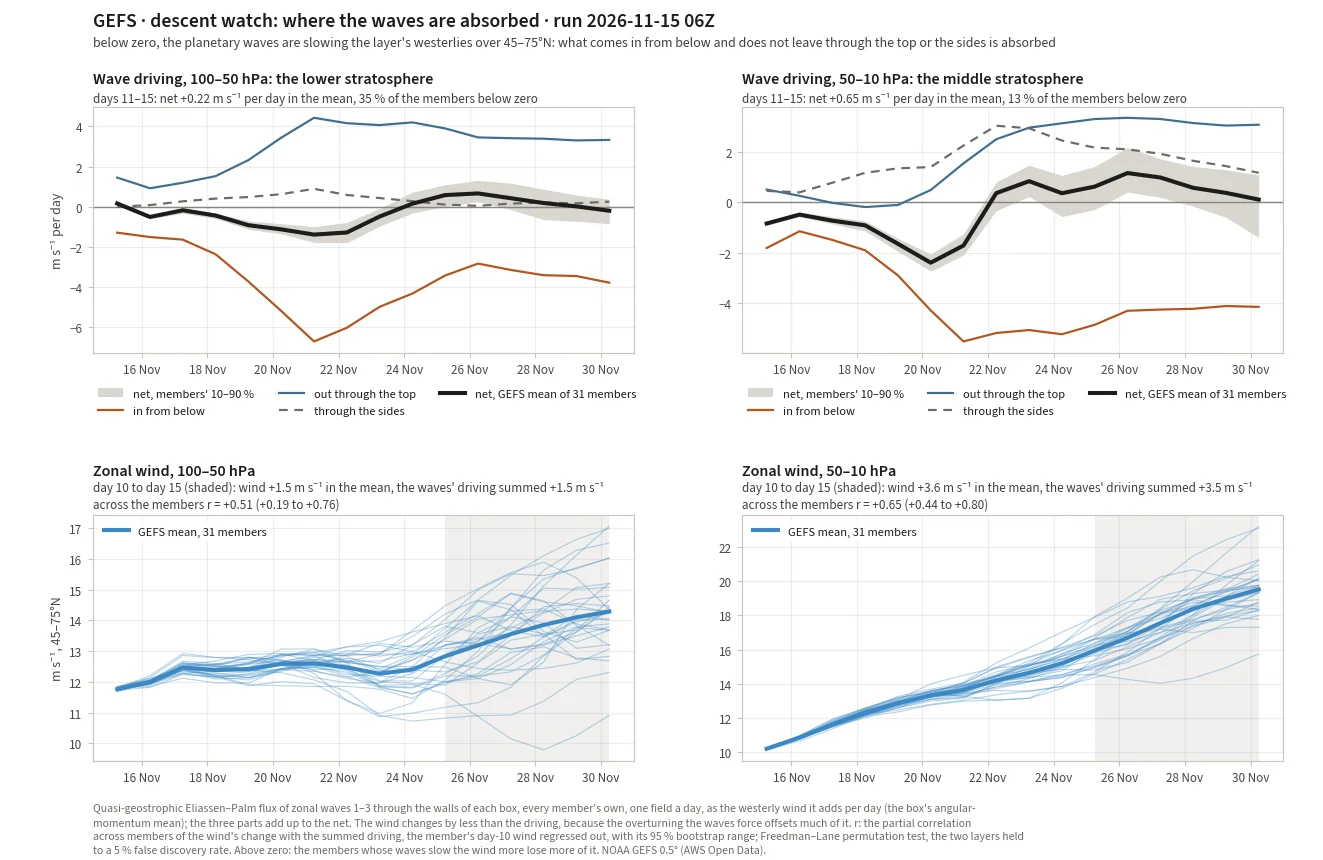 GEFS · descent watch: where the waves are absorbed · run 2026-11-15 06Z
below zero, the planetary waves are slowing the layer's westerlies over 45–75°N: what comes in from below and does not leave through the top or the sides is absorbed
Wave driving, 100–50 hPa: the lower stratosphere
days 11–15: net +0.22 m s⁻¹ per day in the mean, 35 % of the members below zero
4
2
0
−2
−4
−6
m s⁻¹ per day
16 Nov 18 Nov 20 Nov 22 Nov 24 Nov 26 Nov 28 Nov 30 Nov
net, members' 10–90 % out through the top net, GEFS mean of 31 members
in from below through the sides
Wave driving, 50–10 hPa: the middle stratosphere
days 11–15: net +0.65 m s⁻¹ per day in the mean, 13 % of the members below zero
2
0
−2
−4
16 Nov 18 Nov 20 Nov 22 Nov 24 Nov 26 Nov 28 Nov 30 Nov
net, members' 10–90 % out through the top net, GEFS mean of 31 members
in from below through the sides
Zonal wind, 100–50 hPa
day 10 to day 15 (shaded): wind +1.5 m s⁻¹ in the mean, the waves' driving summed +1.5 m s⁻¹
across the members r = +0.51 (+0.19 to +0.76)
GEFS mean, 31 members
17
16
15
14
13
12
11
10
m s⁻¹, 45–75°N
16 Nov 18 Nov 20 Nov 22 Nov 24 Nov 26 Nov 28 Nov 30 Nov
Zonal wind, 50–10 hPa
day 10 to day 15 (shaded): wind +3.6 m s⁻¹ in the mean, the waves' driving summed +3.5 m s⁻¹
across the members r = +0.65 (+0.44 to +0.80)
GEFS mean, 31 members
22
20
18
16
14
12
10
16 Nov 18 Nov 20 Nov 22 Nov 24 Nov 26 Nov 28 Nov 30 Nov
Quasi-geostrophic Eliassen–Palm flux of zonal waves 1–3 through the walls of each box, every member's own, one field a day, as the westerly wind it adds per day (the box's angular-
momentum mean); the three parts add up to the net. The wind changes by less than the driving, because the overturning the waves force offsets much of it. r: the partial correlation
across members of the wind's change with the summed driving, the member's day-10 wind regressed out, with its 95 % bootstrap range; Freedman–Lane permutation test, the two layers held
to a 5 % false discovery rate. Above zero: the members whose waves slow the wind more lose more of it. NOAA GEFS 0.5° (AWS Open Data).